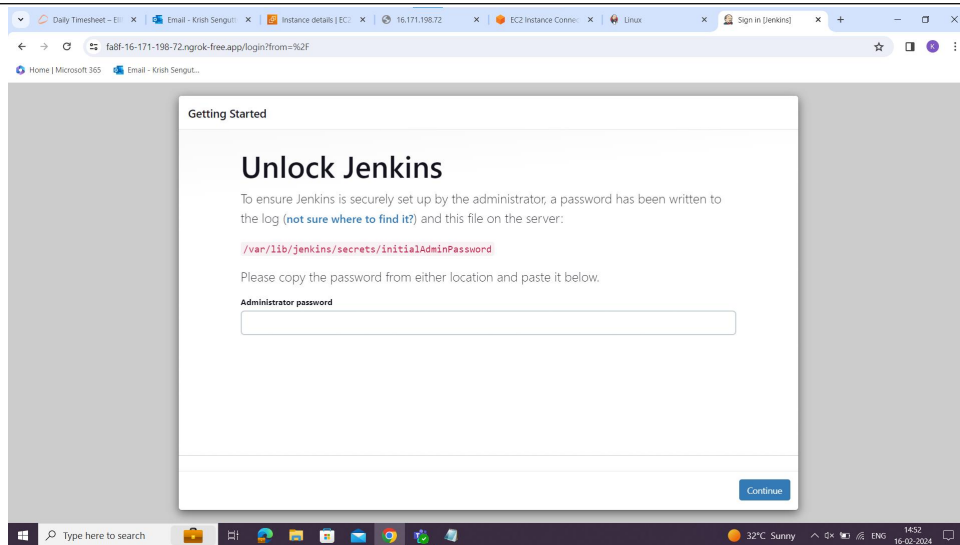 Daily Timesheet – EB
Email - Krish Sengutt
Instance details | EC2
16.171.198.72
EC2 Instance Connec
Linux
Sign in [Jenkins]
fa8f-16-171-198-72.ngrok-free.app/login?from=%2F
K
Home | Microsoft 365
Email - Krish Sengut...
Getting Started
Unlock Jenkins
To ensure Jenkins is securely set up by the administrator, a password has been written to
the log (not sure where to find it?) and this file on the server:
/var/lib/jenkins/secrets/initialAdminPassword
Please copy the password from either location and paste it below.
Administrator password
Continue
Type here to search
32°C Sunny
ENG
14:52
16-02-2024